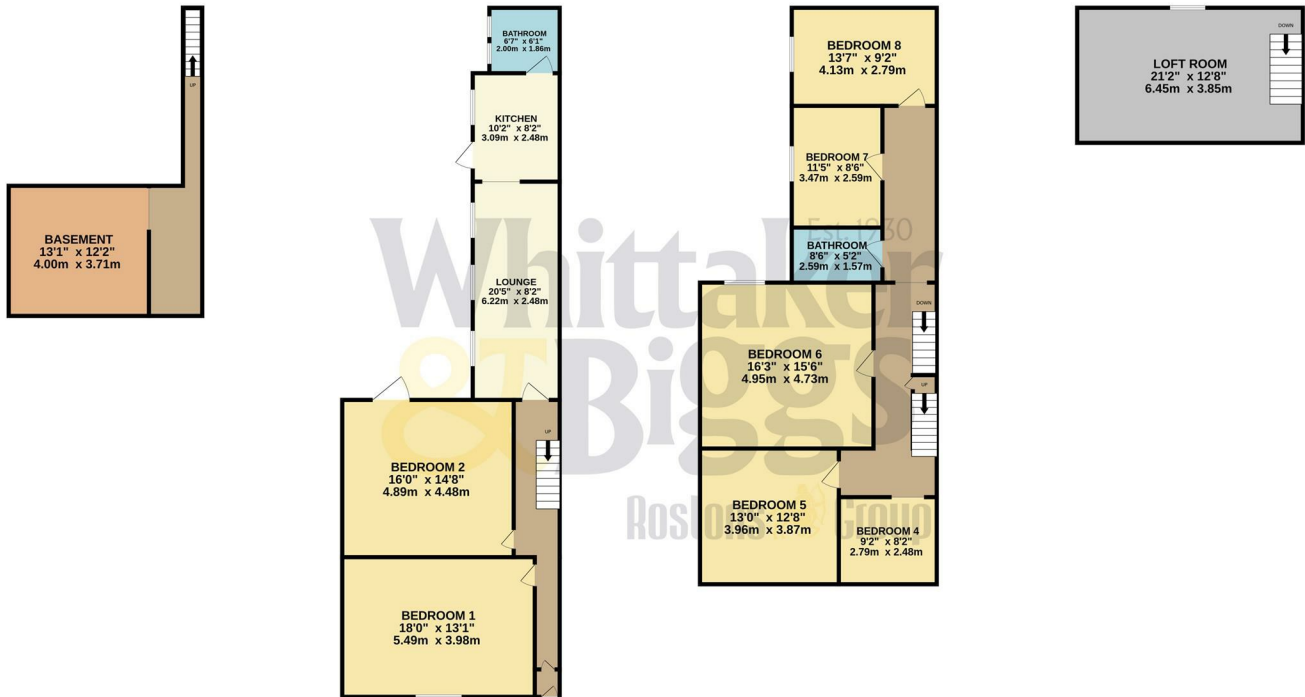 UP
BASEMENT
13'1" x 12'2"
4.00m x 3.71m
BATHROOM
6'7" x 6'1"
2.00m x 1.86m
KITCHEN
10'2" x 8'2"
3.09m x 2.48m
LOUNGE
20'5" x 8'2"
6.22m x 2.48m
UP
BEDROOM 2
16'0" x 14'8"
4.89m x 4.48m
BEDROOM 1
18'0" x 13'1"
5.49m x 3.98m
BEDROOM 8
13'7" x 9'2"
4.13m x 2.79m
BEDROOM 7
11'5" x 8'6"
3.47m x 2.59m
BATHROOM
8'6" x 5'2"
2.59m x 1.57m
DOWN
BEDROOM 6
16'3" x 15'6"
4.95m x 4.73m
UP
BEDROOM 5
13'0" x 12'8"
3.96m x 3.87m
BEDROOM 4
9'2" x 8'2"
2.79m x 2.48m
DOWN
LOFT ROOM
21'2" x 12'8"
6.45m x 3.85m
Est. 1930
Whittaker
& Biggs
Rostons Group